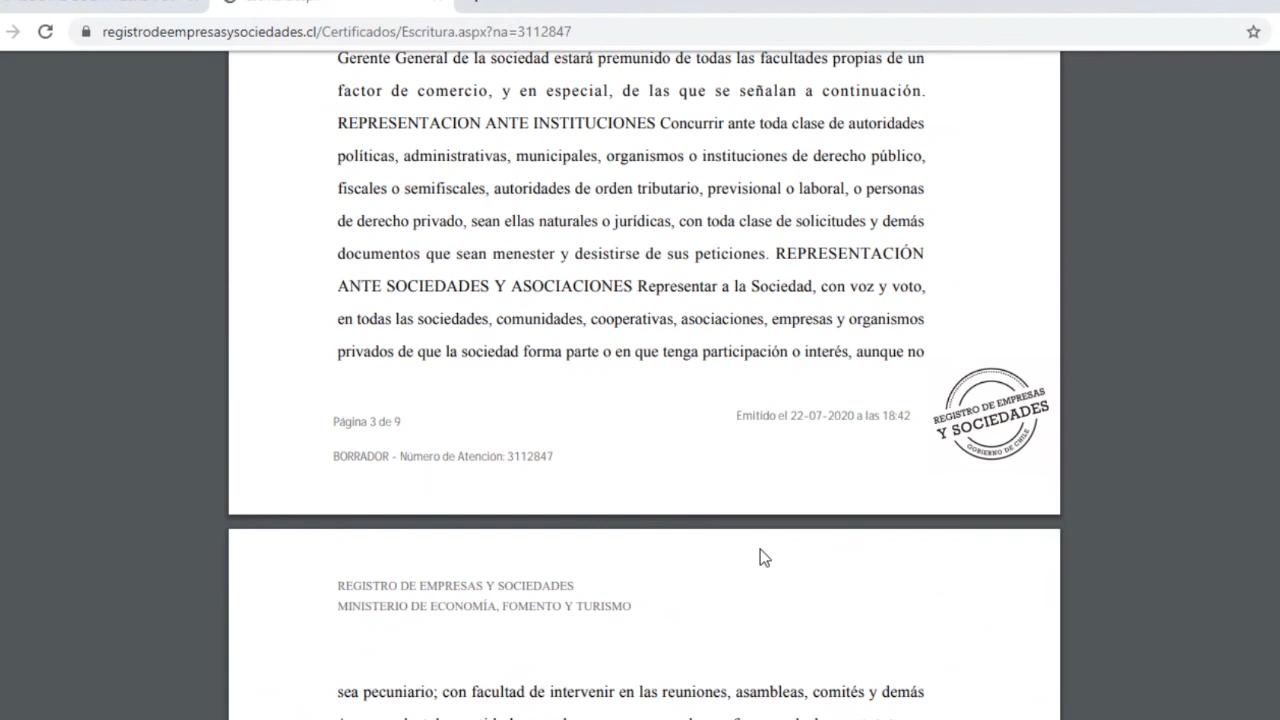 registrodeempresasysociedades.cl/Certificados/Escritura.aspx?na=3112847
Gerente General de la sociedad estará premunido de todas las facultades propias de un
factor de comercio, y en especial, de las que se señalan a continuación.
REPRESENTACION ANTE INSTITUCIONES Concurrir ante toda clase de autoridades
políticas, administrativas, municipales, organismos o instituciones de derecho público,
fiscales o semifiscales, autoridades de orden tributario, previsional o laboral, o personas
de derecho privado, sean ellas naturales o jurídicas, con toda clase de solicitudes y demás
documentos que sean menester y desistirse de sus peticiones. REPRESENTACIÓN
ANTE SOCIEDADES Y ASOCIACIONES Representar a la Sociedad, con voz y voto,
en todas las sociedades, comunidades, cooperativas, asociaciones, empresas y organismos
privados de que la sociedad forma parte o en que tenga participación o interés, aunque no
Página 3 de 9
Emitido el 22-07-2020 a las 18:42
REGISTRO DE EMPRESAS
Y SOCIEDADES
GOBIERNO DE CHILE
BORRADOR - Número de Atención: 3112847
REGISTRO DE EMPRESAS Y SOCIEDADES
MINISTERIO DE ECONOMÍA, FOMENTO Y TURISMO
sea pecuniario; con facultad de intervenir en las reuniones, asambleas, comités y demás